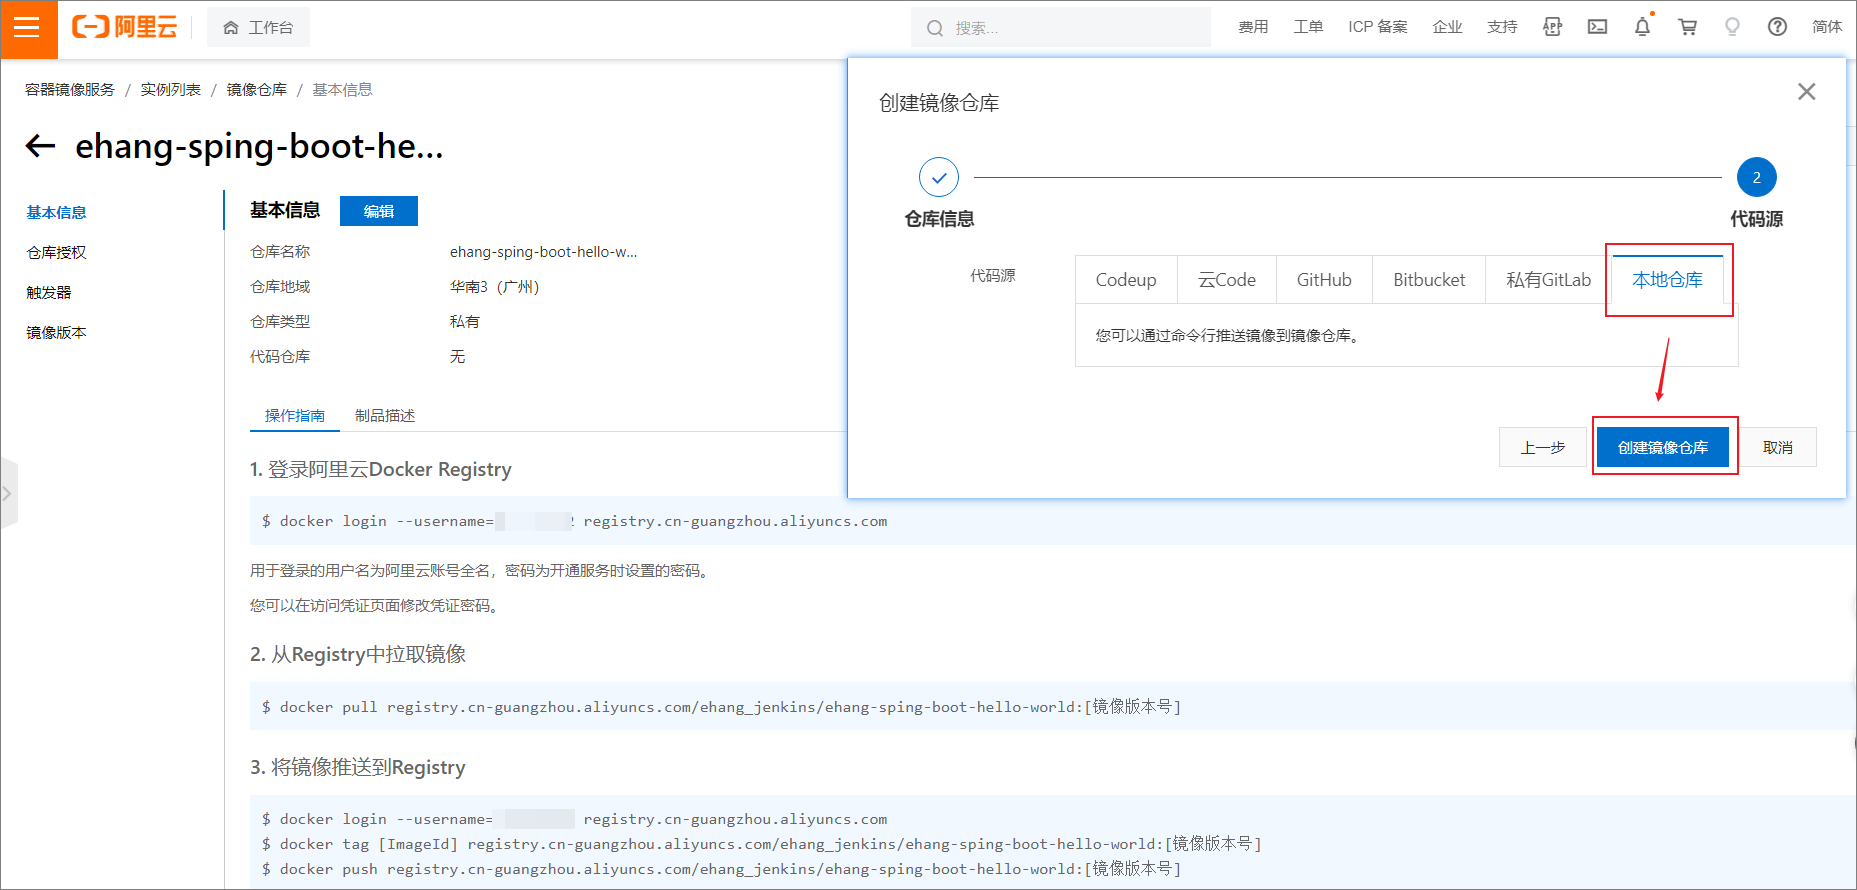 阿里云
工作台
搜索...
费用
工单
ICP 备案
企业
支持
简体
容器镜像服务 / 实例列表 / 镜像仓库 / 基本信息
ehang-sping-boot-he...
基本信息
仓库授权
触发器
镜像版本
基本信息
编辑
仓库名称 ehang-sping-boot-hello-w...
仓库地域 华南3（广州）
仓库类型 私有
代码仓库 无
操作指南 制品描述
1. 登录阿里云Docker Registry
$ docker login --username= registry.cn-guangzhou.aliyuncs.com
用于登录的用户名为阿里云账号全名，密码为开通服务时设置的密码。
您可以在访问凭证页面修改凭证密码。
2. 从Registry中拉取镜像
$ docker pull registry.cn-guangzhou.aliyuncs.com/ehang_jenkins/ehang-sping-boot-hello-world:[镜像版本号]
3. 将镜像推送到Registry
$ docker login --username= registry.cn-guangzhou.aliyuncs.com
$ docker tag [ImageId] registry.cn-guangzhou.aliyuncs.com/ehang_jenkins/ehang-sping-boot-hello-world:[镜像版本号]
$ docker push registry.cn-guangzhou.aliyuncs.com/ehang_jenkins/ehang-sping-boot-hello-world:[镜像版本号]
创建镜像仓库
2
仓库信息 代码源
代码源
Codeup 云Code GitHub Bitbucket 私有GitLab 本地仓库
您可以通过命令行推送镜像到镜像仓库。
上一步 创建镜像仓库 取消